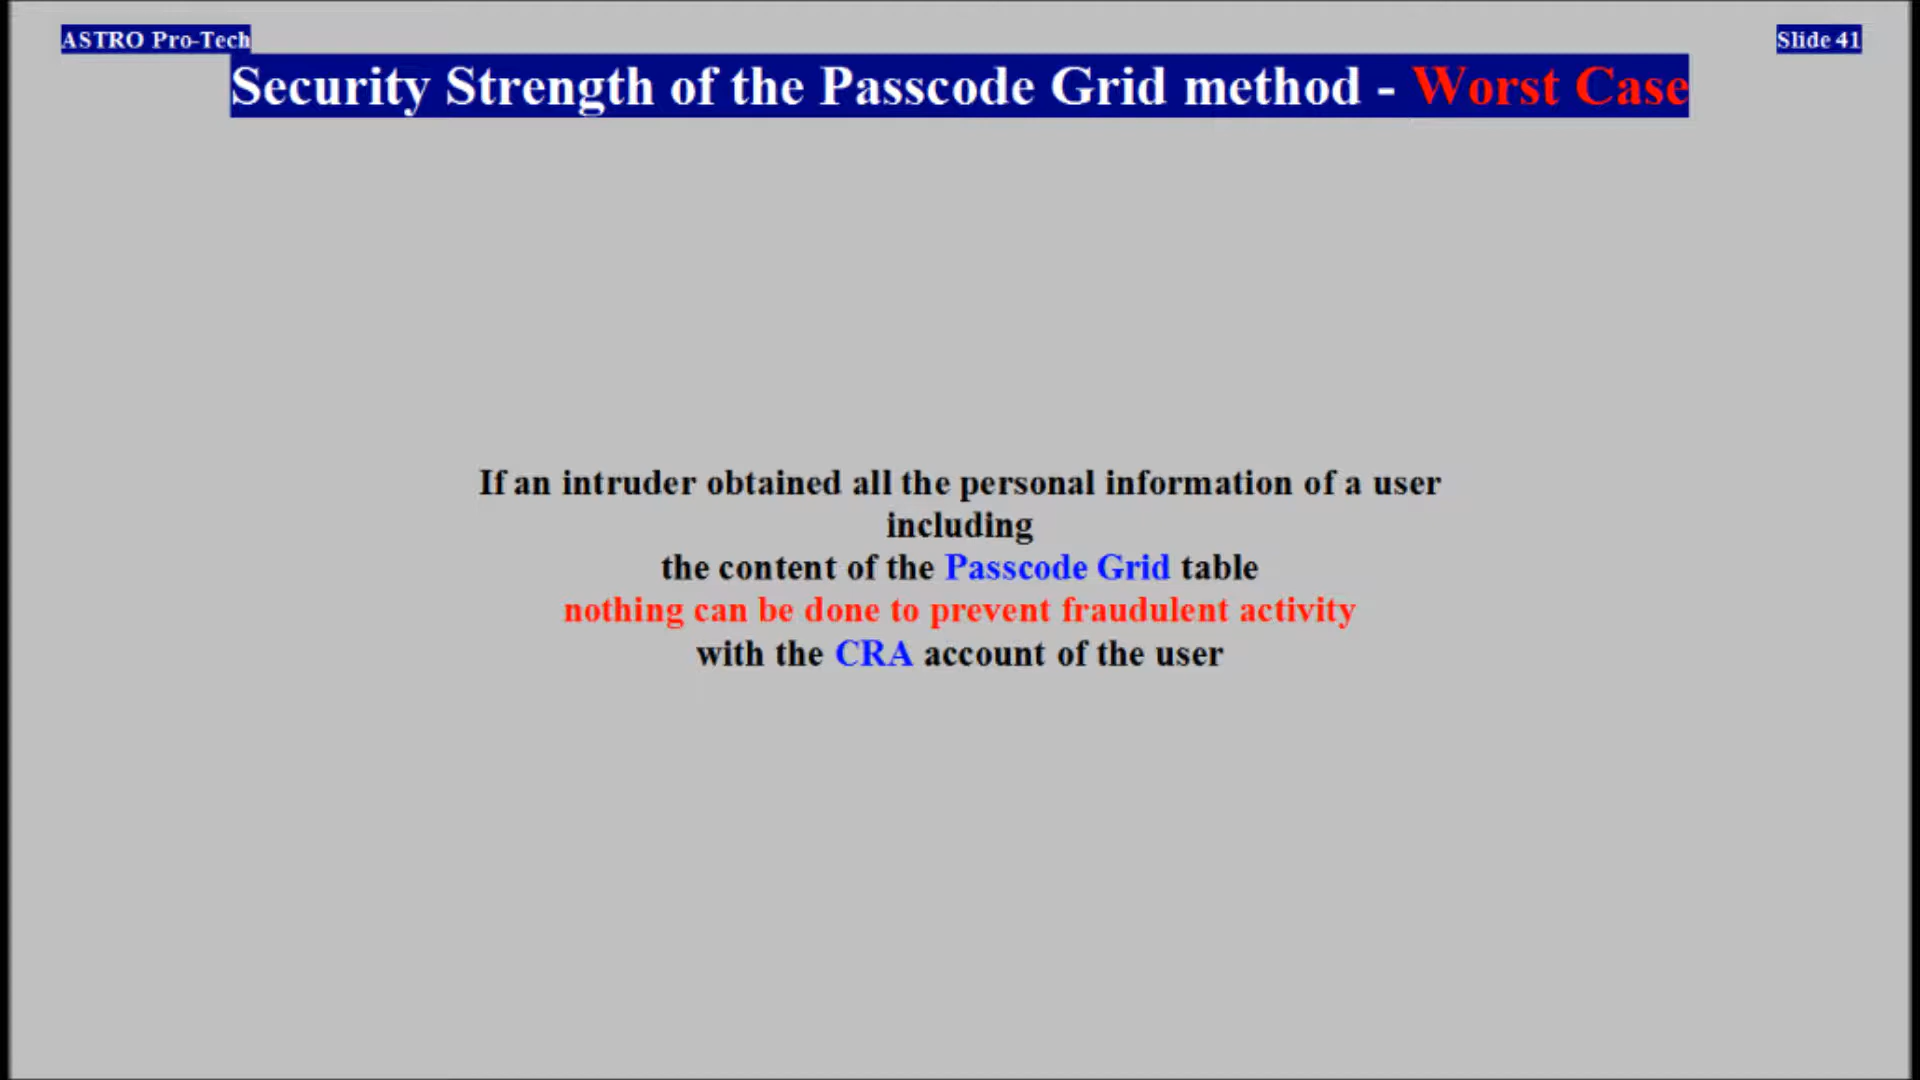 ASTRO Pro-Tech
Slide 41
Security Strength of the Passcode Grid method - Worst Case
If an intruder obtained all the personal information of a user
including
the content of the Passcode Grid table
nothing can be done to prevent fraudulent activity
with the CRA account of the user